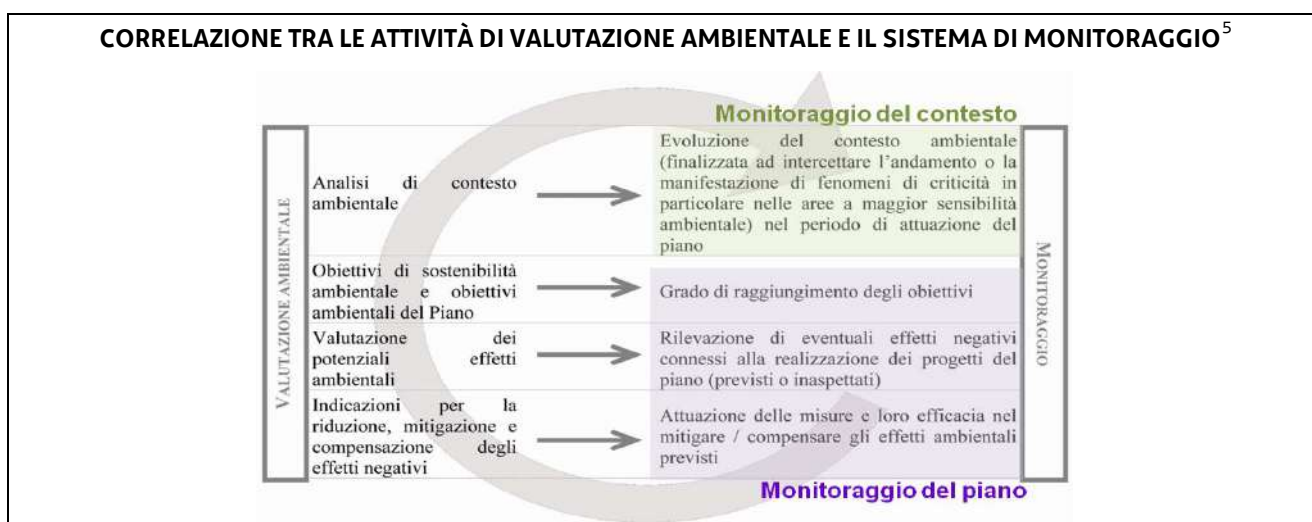 CORRELAZIONE TRA LE ATTIVITÀ DI VALUTAZIONE AMBIENTALE E IL SISTEMA DI MONITORAGGIO5
Monitoraggio del contesto
VALUTAZIONE AMBIENTALE
Analisi di contesto
ambientale
Evoluzione del contesto ambientale
(finalizzata ad intercettare l'andamento o la
manifestazione di fenomeni di criticità in
particolare nelle aree a maggior sensibilità
ambientale) nel periodo di attuazione del
piano
Obiettivi di sostenibilità
ambientale e obiettivi
ambientali del Piano
Grado di raggiungimento degli obiettivi
Valutazione dei
potenziali effetti
ambientali
Rilevazione di eventuali effetti negativi
connessi alla realizzazione dei progetti del
piano (previsti o inaspettati)
Indicazioni per la
riduzione, mitigazione e
compensazione degli
effetti negativi
Attuazione delle misure e loro efficacia nel
mitigare / compensare gli effetti ambientali
previsti
MONITORAGGIO
Monitoraggio del piano